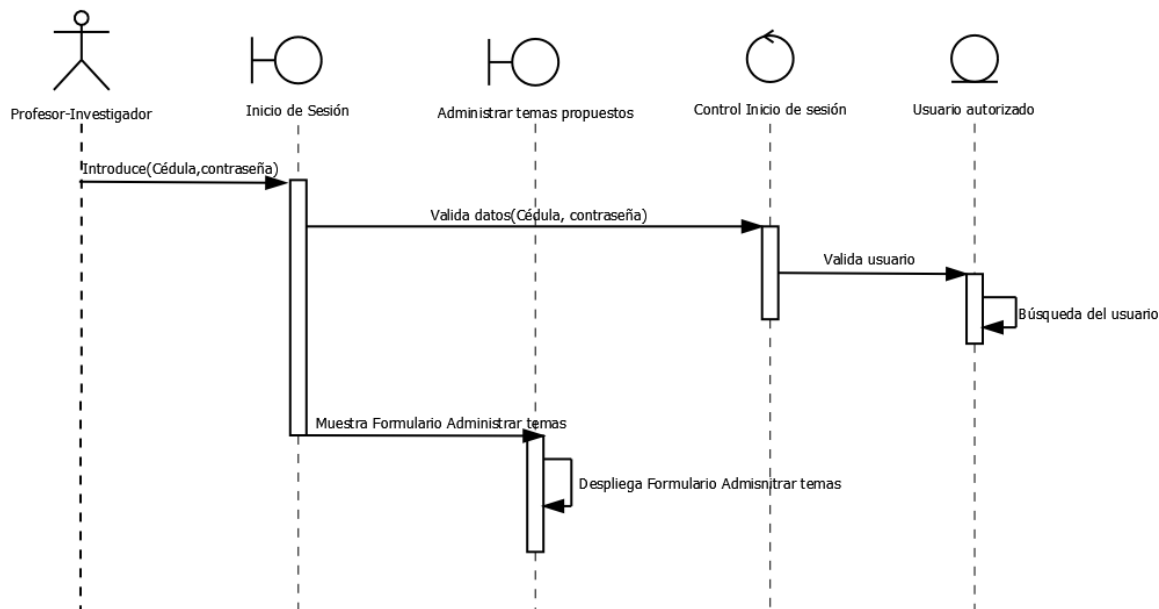 Profesor-Investigador
Inicio de Sesión
Administrar temas propuestos
Control Inicio de sesión
Usuario autorizado
Introduce(Cédula,contraseña)
Valida datos(Cédula, contraseña)
Valida usuario
Búsqueda del usuario
Muestra Formulario Administrar temas
Despliega Formulario Admisnitrar temas